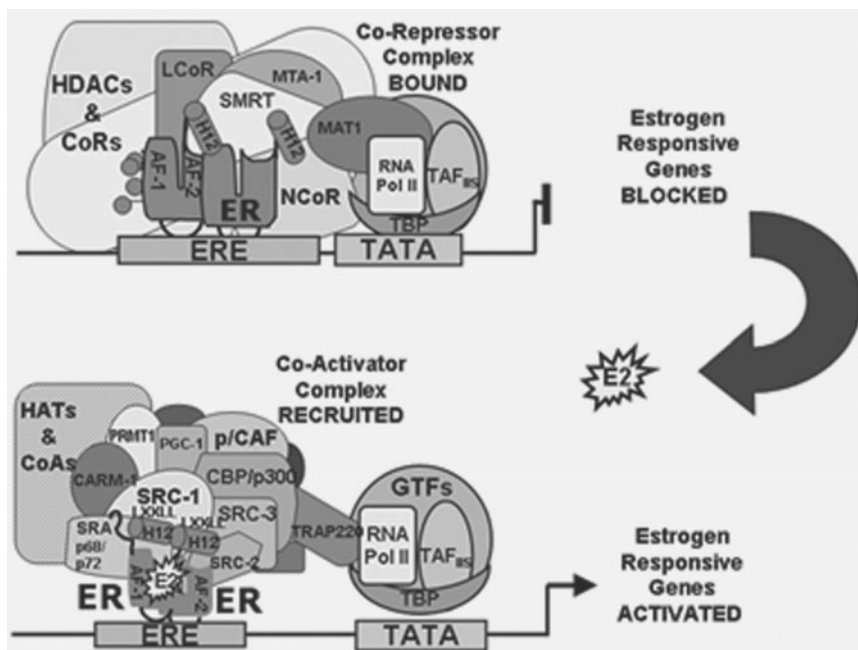 Co-Repressor
Complex
BOUND
HDACs
&
CoRs
LCoR
MTA-1
SMRT
H12
H12
MAT1
AF-1
AF-2
ER
NCoR
RNA
Pol II
TAFIIS
TBP
ERE
TATA
Estrogen
Responsive
Genes
BLOCKED
E2
Co-Activator
Complex
RECRUITED
HATs
&
CoAs
PRMT1
PGC-1
p/CAF
CARM-1
CBP/p300
SRC-1
LXXLL
LXXLL
SRC-3
SRA
p68/
p72
H12
H12
SRC-2
TRAP220
GTFs
RNA
Pol II
TAFIIS
TBP
ER
AF-1
E2
AF-2
ER
ERE
TATA
Estrogen
Responsive
Genes
ACTIVATED